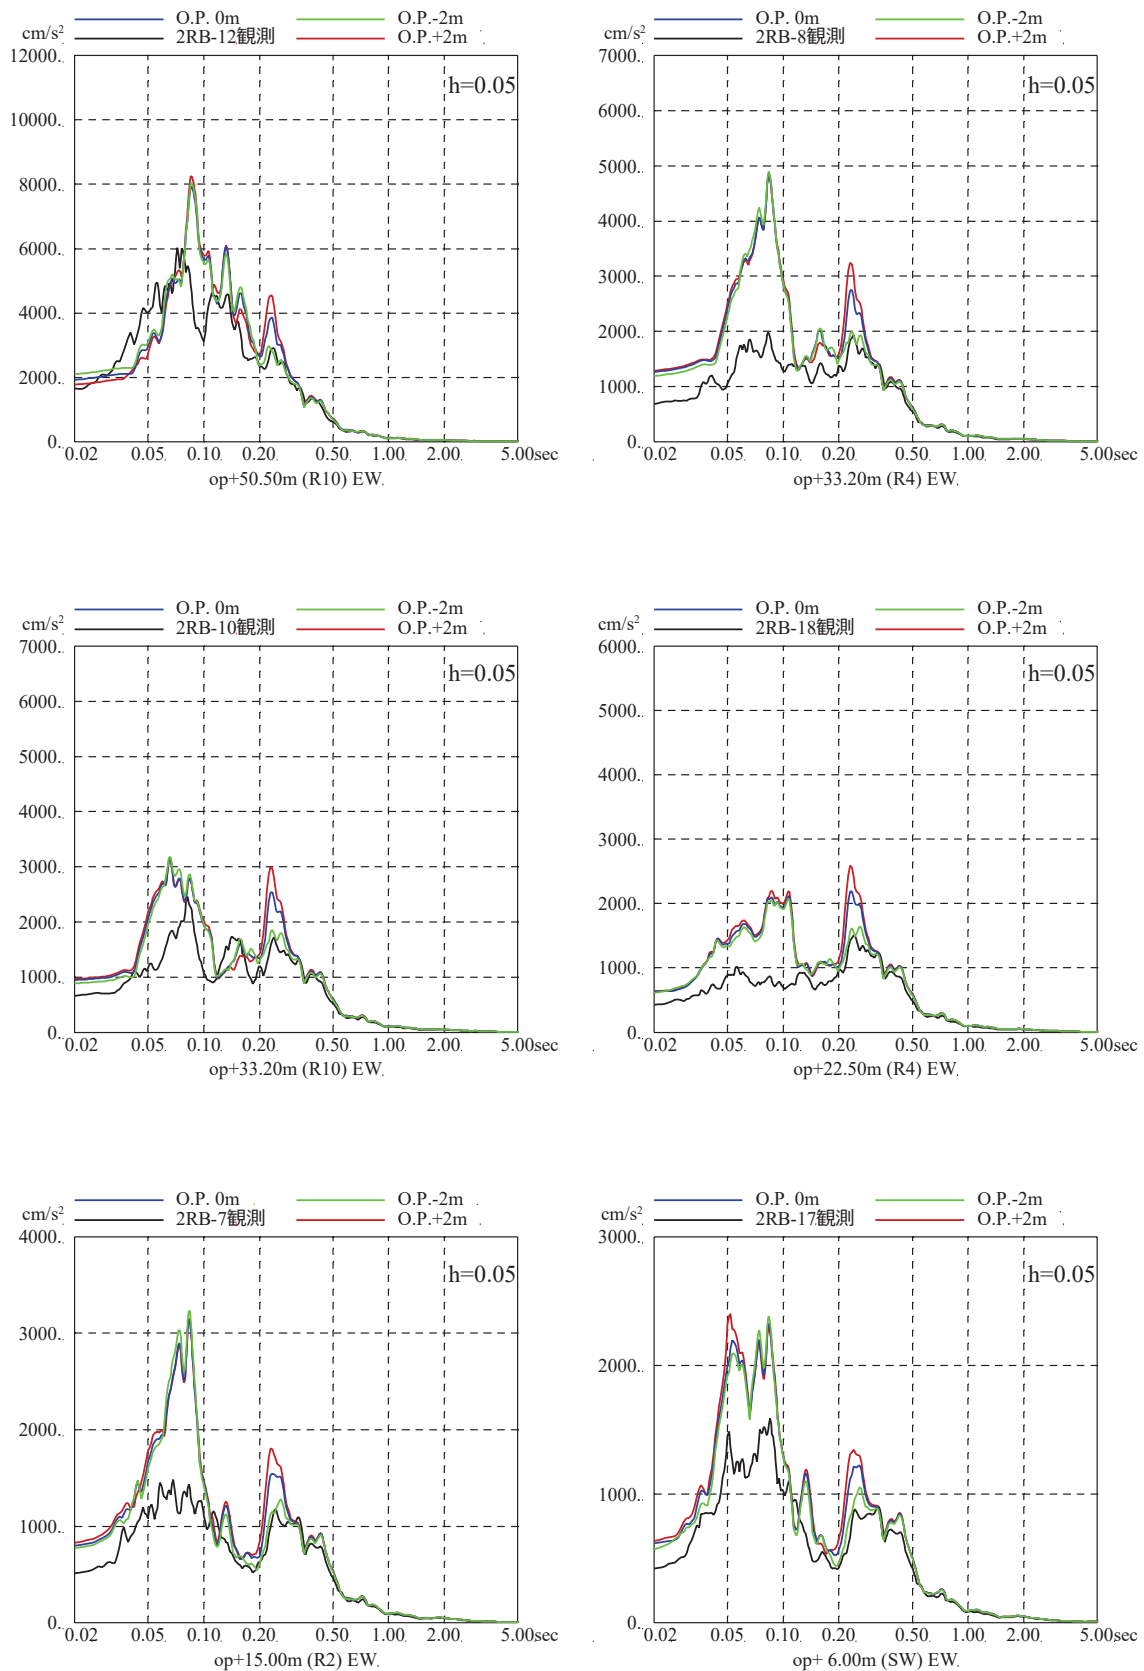 O.P. 0m O.P.-2m
cm/s² 2RB-12観測 O.P.+2m
12000.
h=0.05
10000.
8000.
6000.
4000.
2000.
0.
0.02 0.05 0.10 0.20 0.50 1.00 2.00 5.00sec
op+50.50m (R10) EW
O.P. 0m O.P.-2m
cm/s² 2RB-8観測 O.P.+2m
7000.
h=0.05
6000.
5000.
4000.
3000.
2000.
1000.
0.
0.02 0.05 0.10 0.20 0.50 1.00 2.00 5.00sec
op+33.20m (R4) EW
O.P. 0m O.P.-2m
cm/s² 2RB-10観測 O.P.+2m
7000.
h=0.05
6000.
5000.
4000.
3000.
2000.
1000.
0.
0.02 0.05 0.10 0.20 0.50 1.00 2.00 5.00sec
op+33.20m (R10) EW
O.P. 0m O.P.-2m
cm/s² 2RB-18観測 O.P.+2m
6000.
h=0.05
5000.
4000.
3000.
2000.
1000.
0.
0.02 0.05 0.10 0.20 0.50 1.00 2.00 5.00sec
op+22.50m (R4) EW
O.P. 0m O.P.-2m
cm/s² 2RB-7観測 O.P.+2m
4000.
h=0.05
3000.
2000.
1000.
0.
0.02 0.05 0.10 0.20 0.50 1.00 2.00 5.00sec
op+15.00m (R2) EW
O.P. 0m O.P.-2m
cm/s² 2RB-17観測 O.P.+2m
3000.
h=0.05
2000.
1000.
0.
0.02 0.05 0.10 0.20 0.50 1.00 2.00 5.00sec
op+ 6.00m (SW) EW